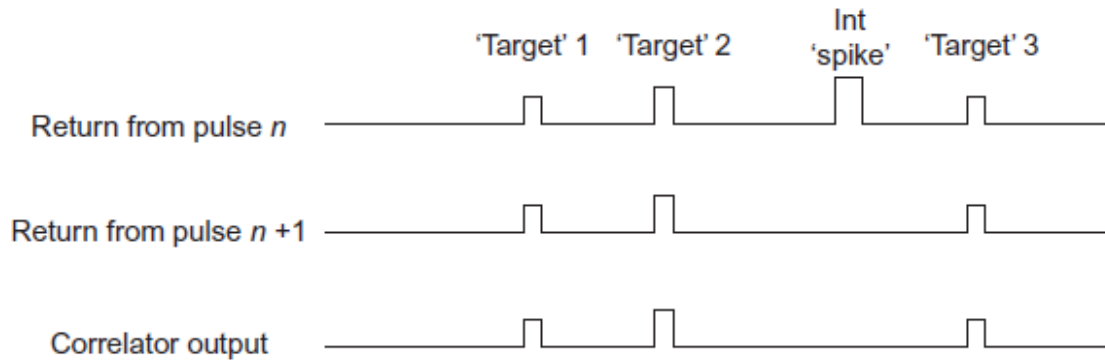 ‘Target’ 1
‘Target’ 2
Int
‘spike’
‘Target’ 3
Return from pulse n
Return from pulse n +1
Correlator output